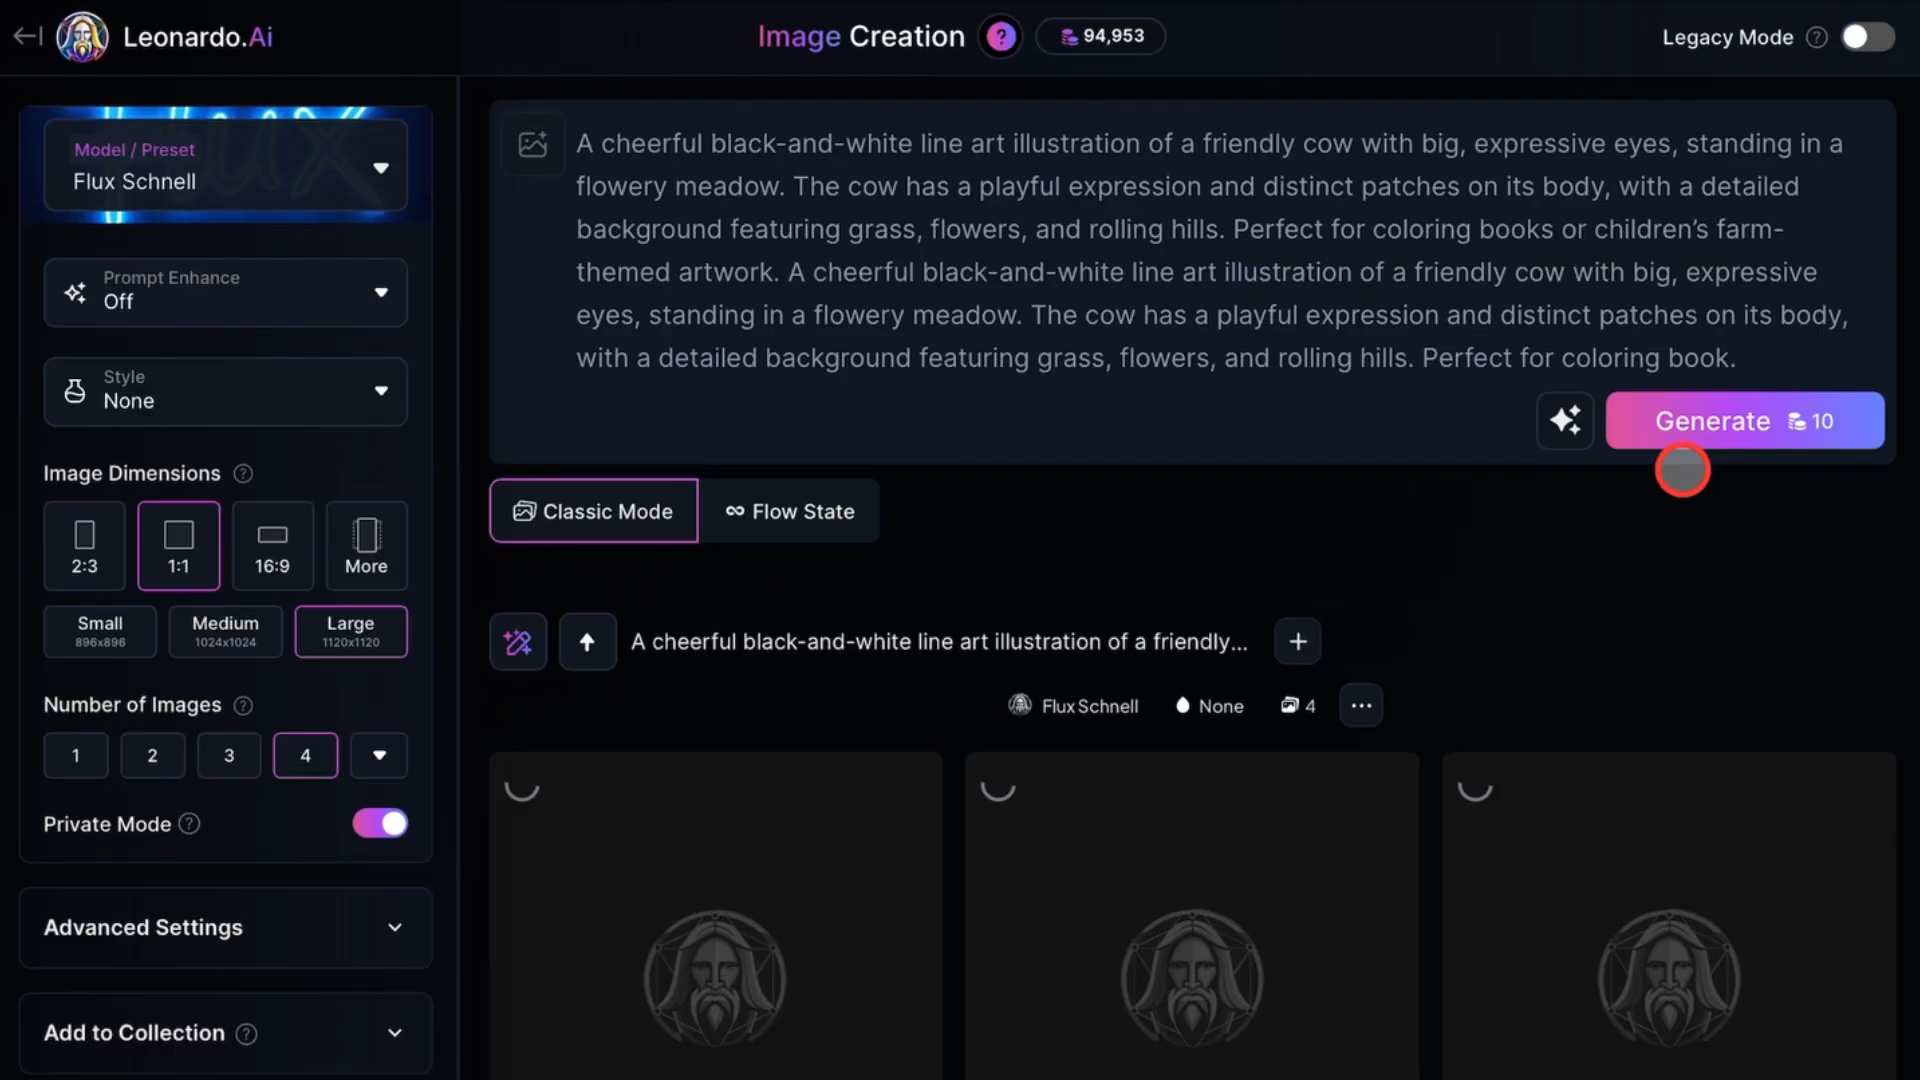 Leonardo.Ai
Image Creation
?
94,953
Legacy Mode ?
Model / Preset
Flux Schnell
Prompt Enhance
Off
Style
None
Image Dimensions ?
2:3
1:1
16:9
More
Small
896x896
Medium
1024x1024
Large
1120x1120
Number of Images ?
1
2
3
4
Private Mode ?
Advanced Settings
Add to Collection ?
A cheerful black-and-white line art illustration of a friendly cow with big, expressive eyes, standing in a
flowery meadow. The cow has a playful expression and distinct patches on its body, with a detailed
background featuring grass, flowers, and rolling hills. Perfect for coloring books or children’s farm-
themed artwork. A cheerful black-and-white line art illustration of a friendly cow with big, expressive
eyes, standing in a flowery meadow. The cow has a playful expression and distinct patches on its body,
with a detailed background featuring grass, flowers, and rolling hills. Perfect for coloring book.
Generate 10
Classic Mode
Flow State
A cheerful black-and-white line art illustration of a friendly...
Flux Schnell
None
4